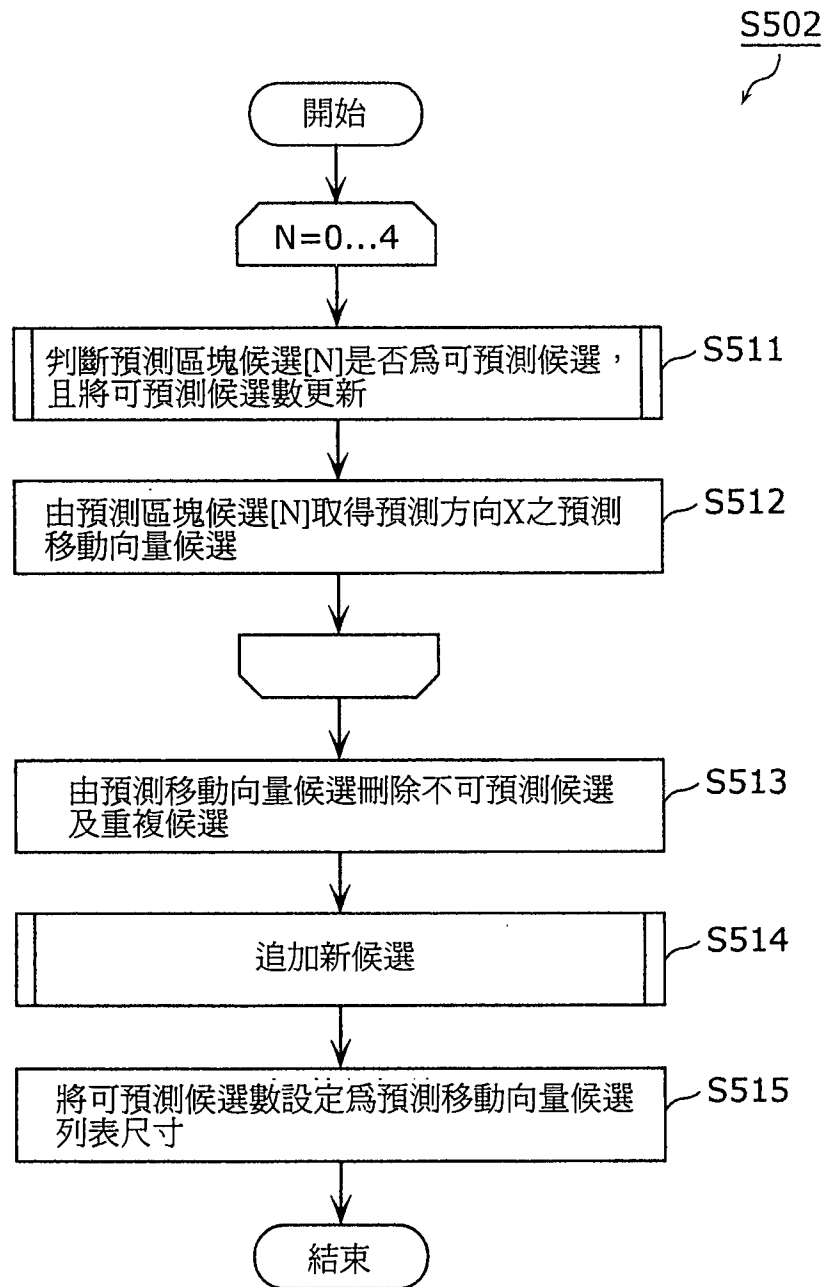 S502
開始
N=0...4
判斷預測區塊候選[N]是否爲可預測候選，
且將可預測候選數更新
S511
由預測區塊候選[N]取得預測方向X之預測
移動向量候選
S512
由預測移動向量候選刪除不可預測候選
及重複候選
S513
追加新候選
S514
將可預測候選數設定爲預測移動向量候選
列表尺寸
S515
結束